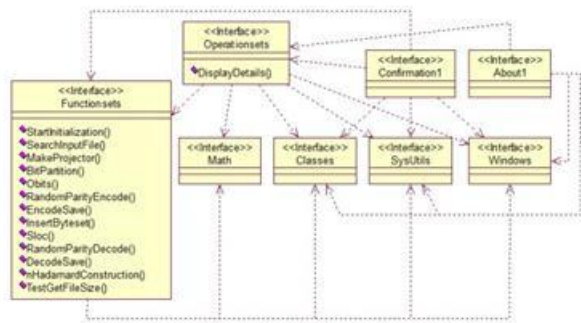 <<Interface>>
Operationsets
DisplayDetails()
<<Interface>>
Confirmation1
<<Interface>>
About1
<<Interface>>
Functionsets
StartInitialization()
SearchInputFile()
MakeProjector()
BitPartition()
Obits()
RandomParityEncode()
EncodeSave()
InsertByteset()
Sloc()
RandomParityDecode()
DecodeSave()
nHadamardConstruction()
TestGetFileSize()
<<Interface>>
Math
<<Interface>>
Classes
<<Interface>>
SysUtils
<<Interface>>
Windows